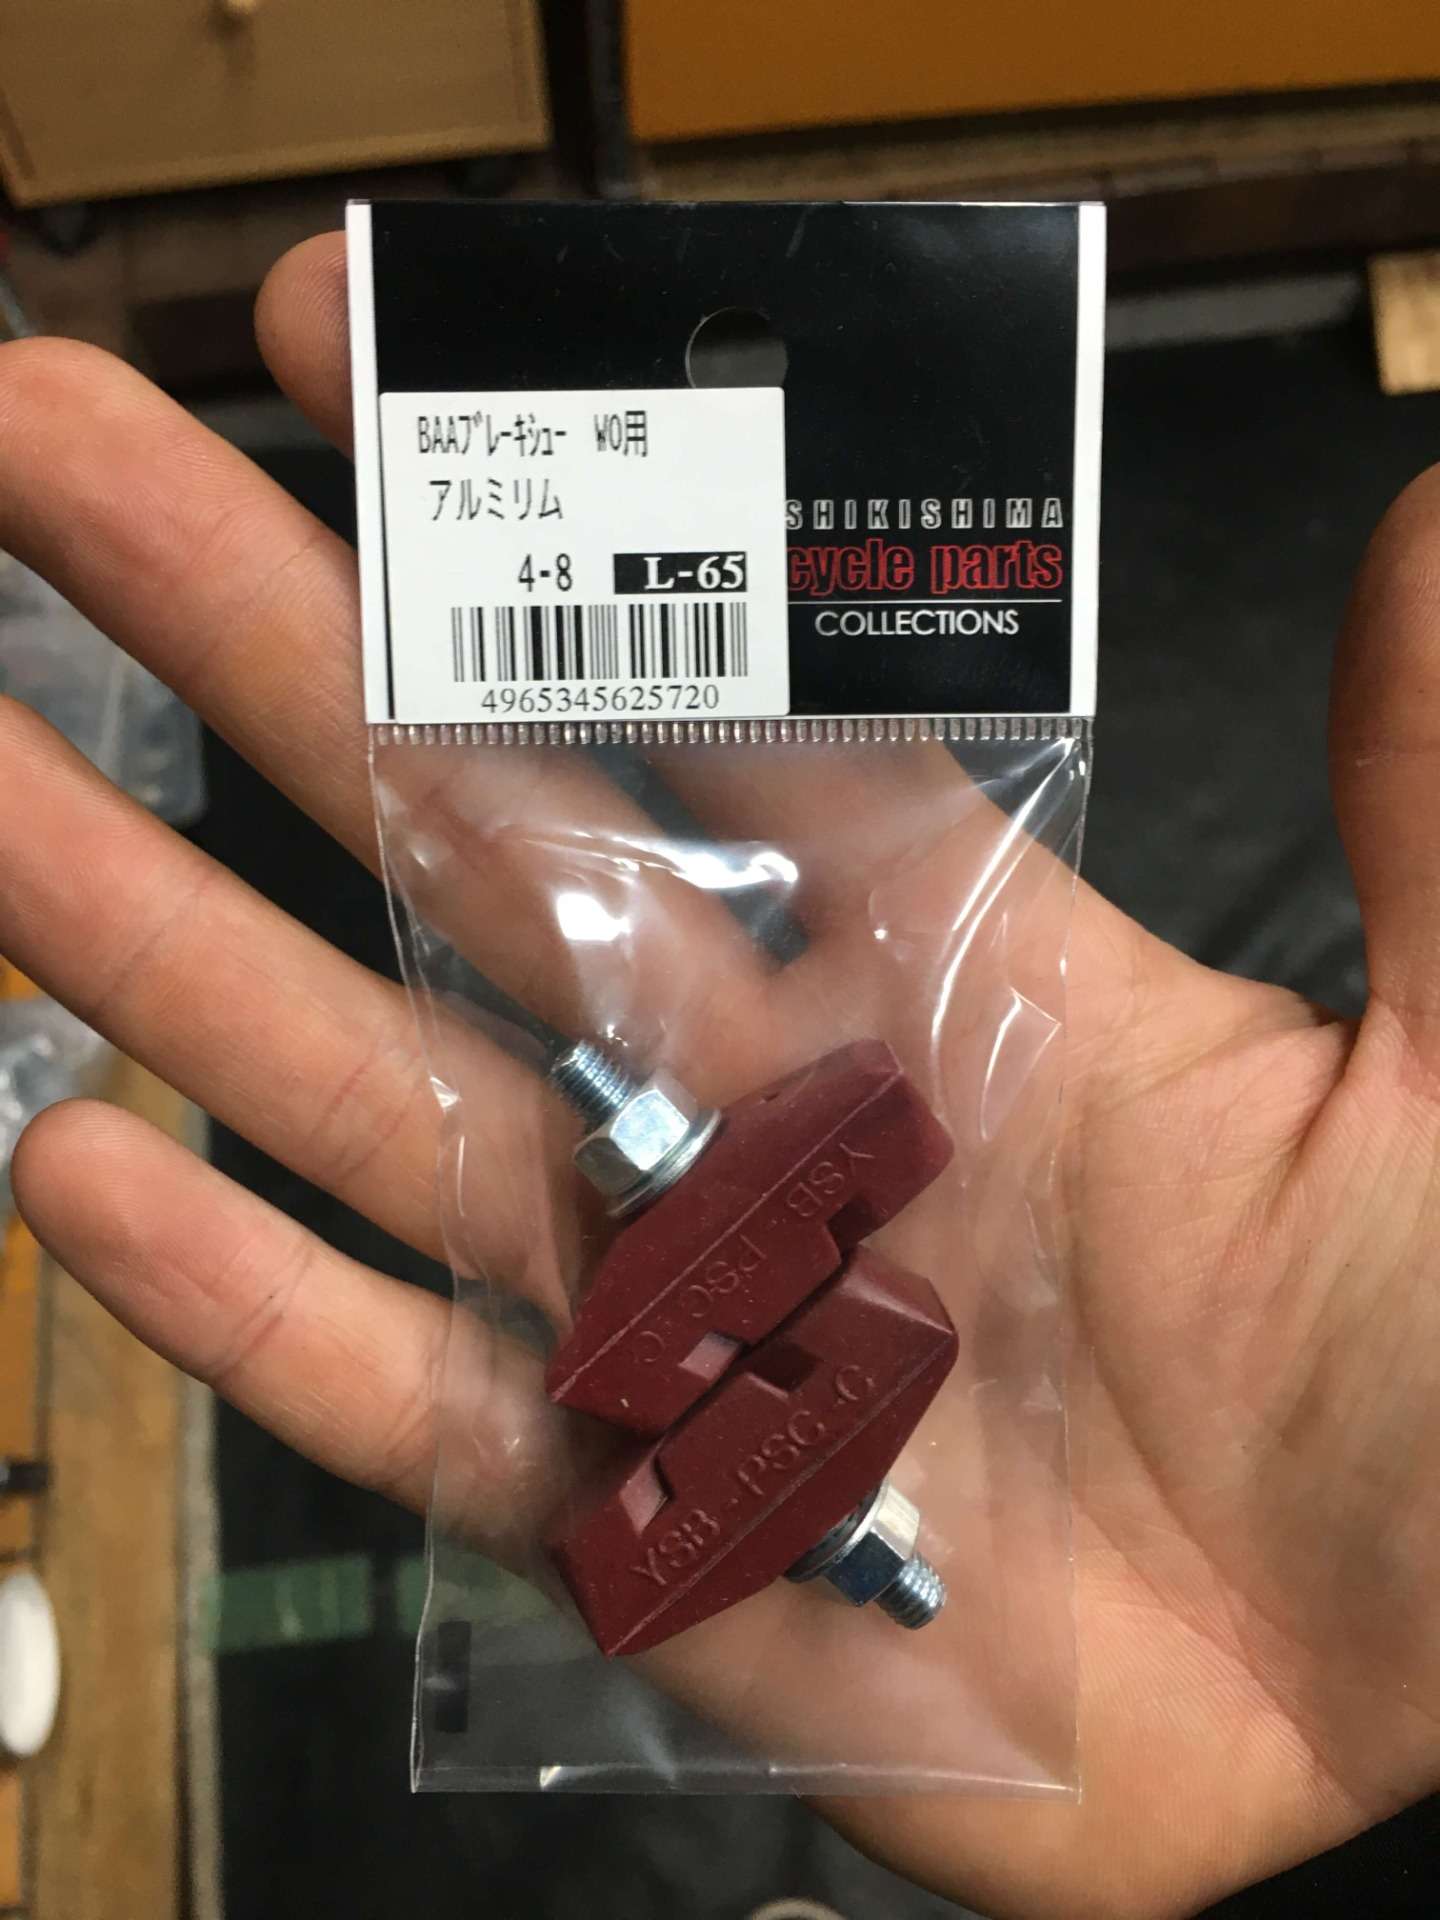 BAAﾌﾞﾚｰｷｼｭｰ WO用
アルミリム
4-8 L-65
4965345625720
SHIKISHIMA
cycle parts
COLLECTIONS
YSB · PSC · C
YSB · PSC · C